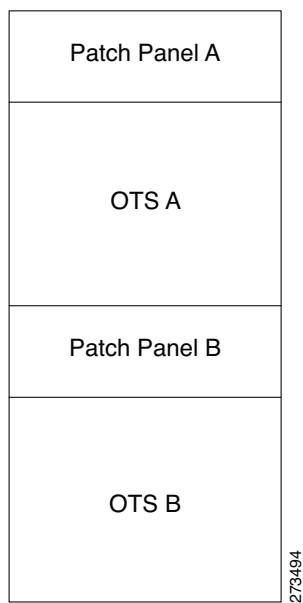 Patch Panel A
OTS A
Patch Panel B
OTS B
273494